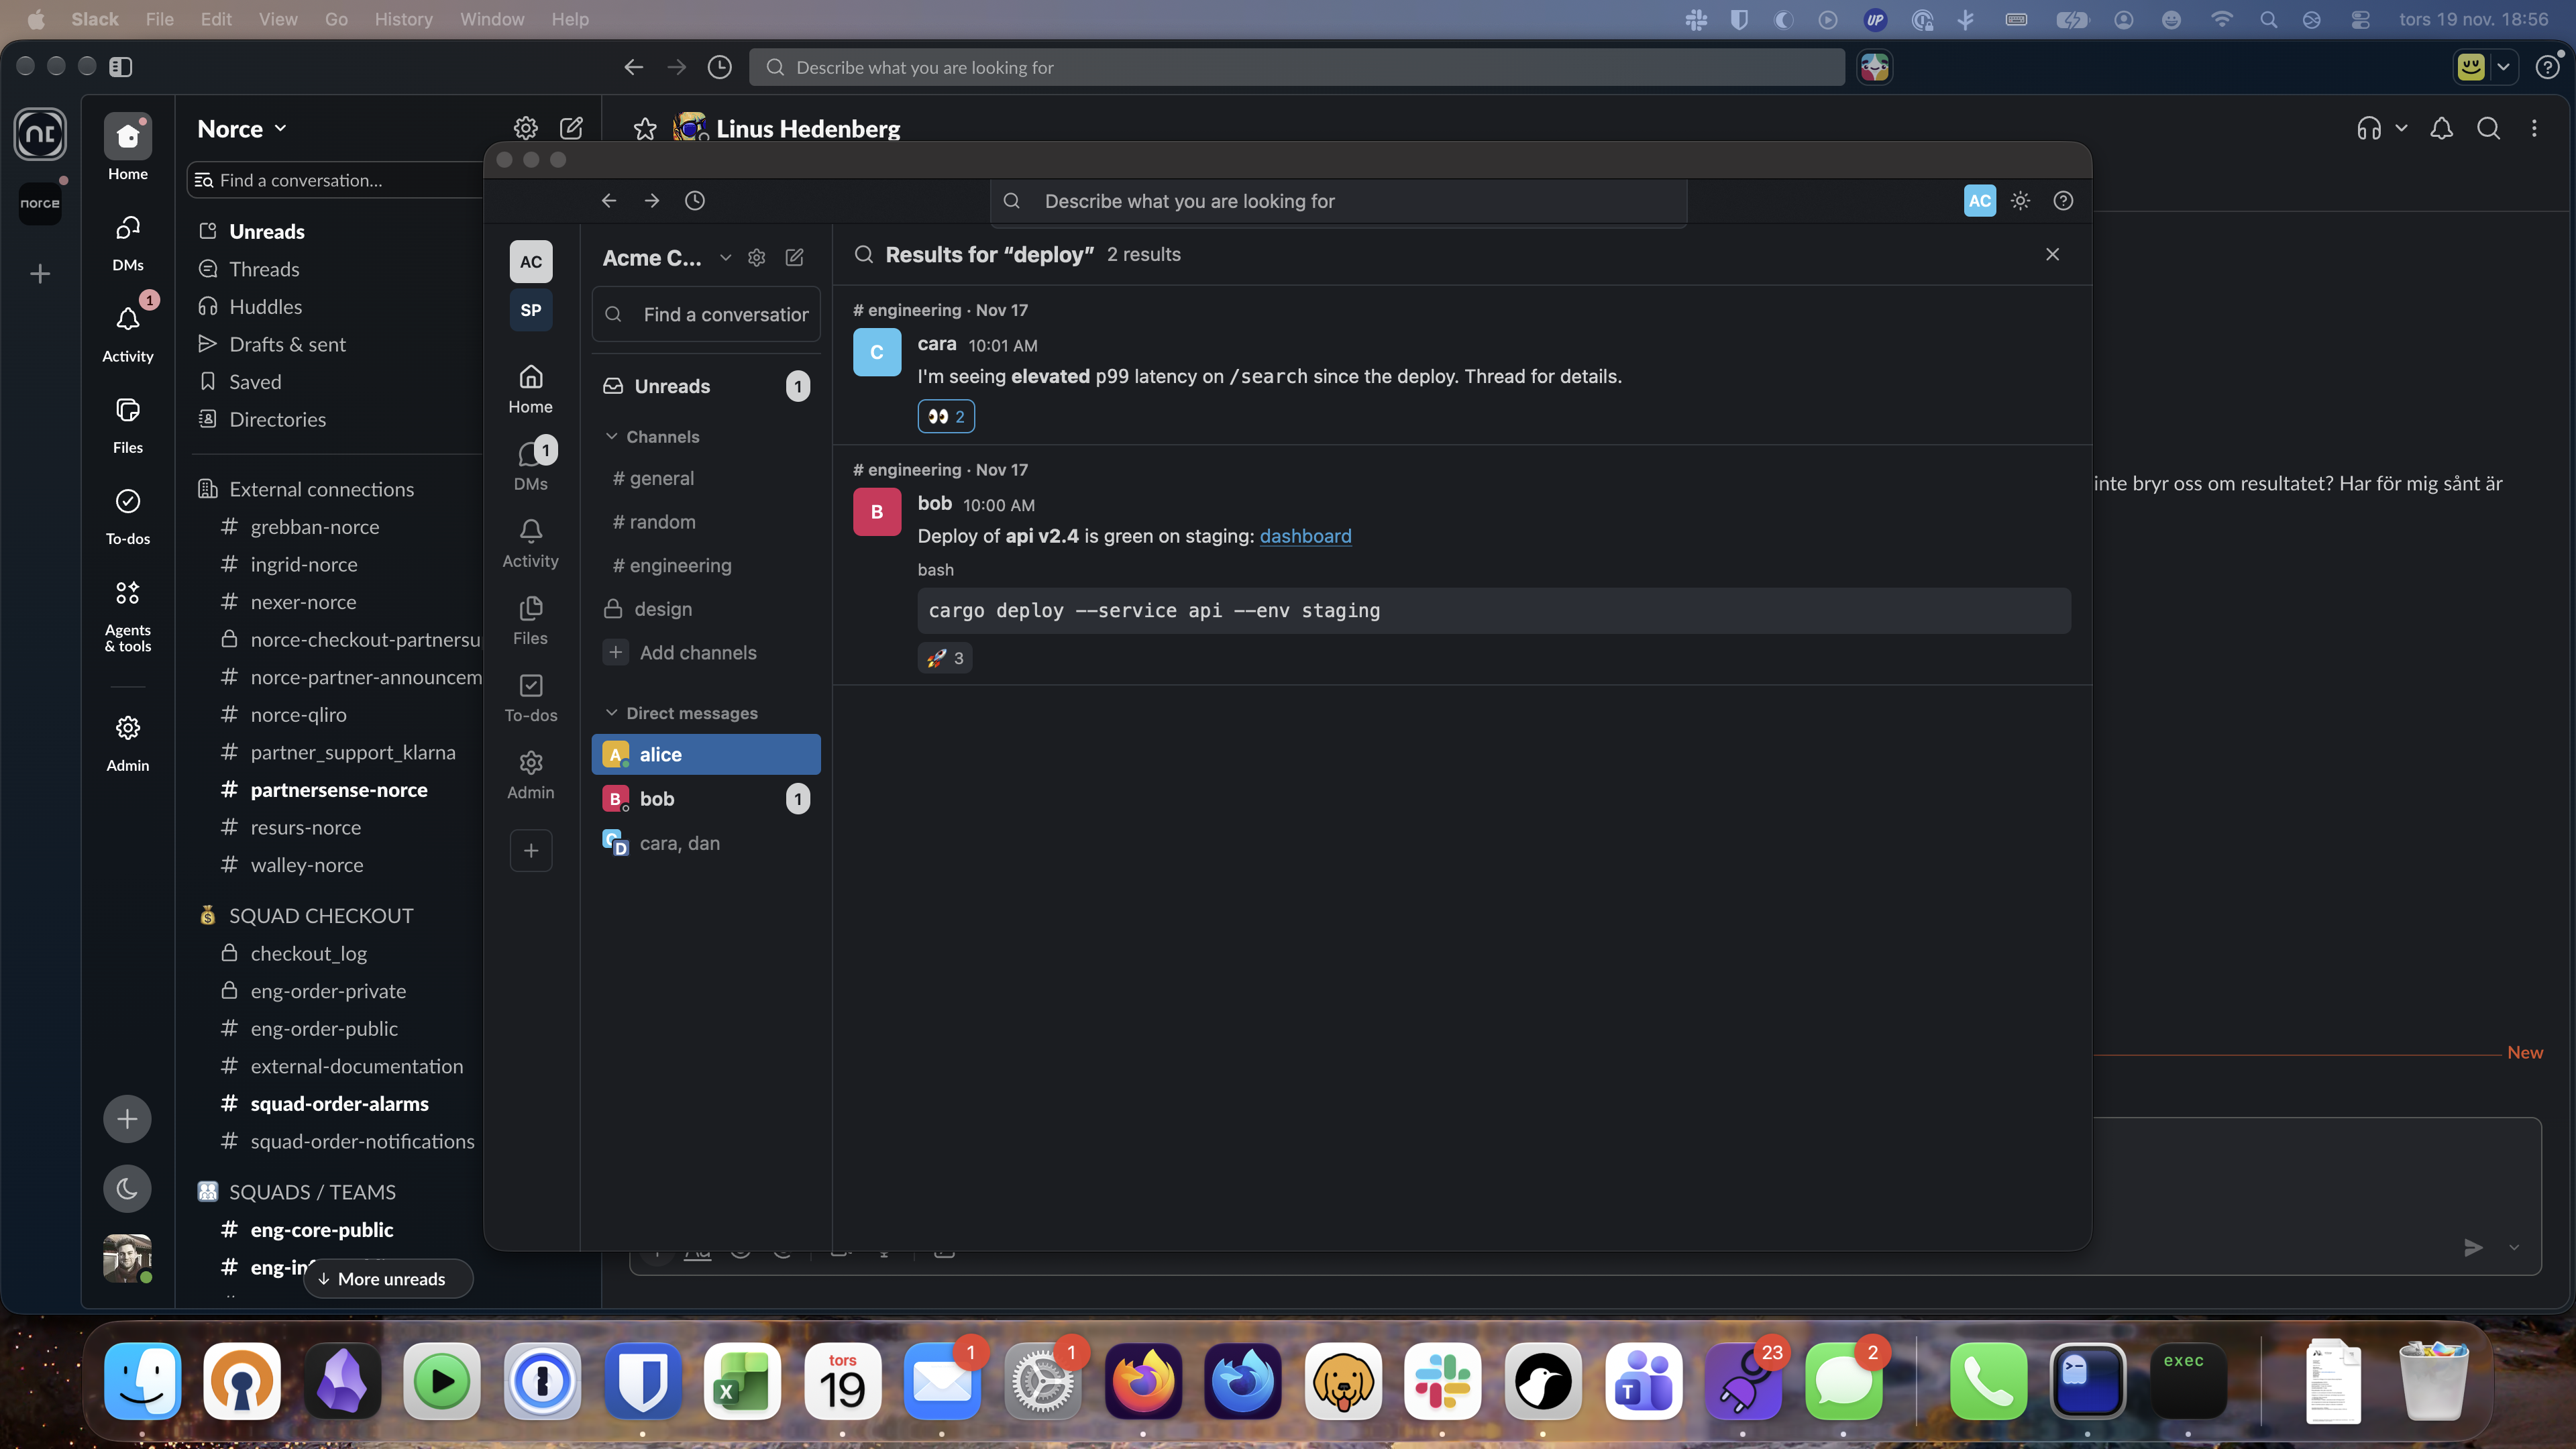 Slack File Edit View Go History Window Help
UP
tors 19 nov. 18:56
Describe what you are looking for
Norce
Linus Hedenberg
norce
Home
DMs
1
Activity
Files
To-dos
Agents
& tools
Admin
Find a conversation...
Unreads
Threads
Huddles
Drafts & sent
Saved
Directories
External connections
# grebban-norce
# ingrid-norce
# nexer-norce
norce-checkout-partnersu
# norce-partner-announcem
# norce-qliro
# partner_support_klarna
# partnersense-norce
# resurs-norce
# walley-norce
SQUAD CHECKOUT
checkout_log
eng-order-private
# eng-order-public
# external-documentation
# squad-order-alarms
# squad-order-notifications
SQUADS / TEAMS
# eng-core-public
# eng-in
↓ More unreads
Describe what you are looking for
AC
AC
SP
Home
1
DMs
Activity
Files
To-dos
Admin
Acme C...
Find a conversation
Unreads 1
Channels
# general
# random
# engineering
design
+ Add channels
Direct messages
A alice
B bob 1
C D cara, dan
Results for “deploy” 2 results
# engineering · Nov 17
C
cara 10:01 AM
I'm seeing elevated p99 latency on /search since the deploy. Thread for details.
👀 2
# engineering · Nov 17
B
bob 10:00 AM
Deploy of api v2.4 is green on staging: dashboard
bash
cargo deploy --service api --env staging
🚀 3
inte bryr oss om resultatet? Har för mig sånt är
New
tors
19
1
1
23
2
X
T
exec